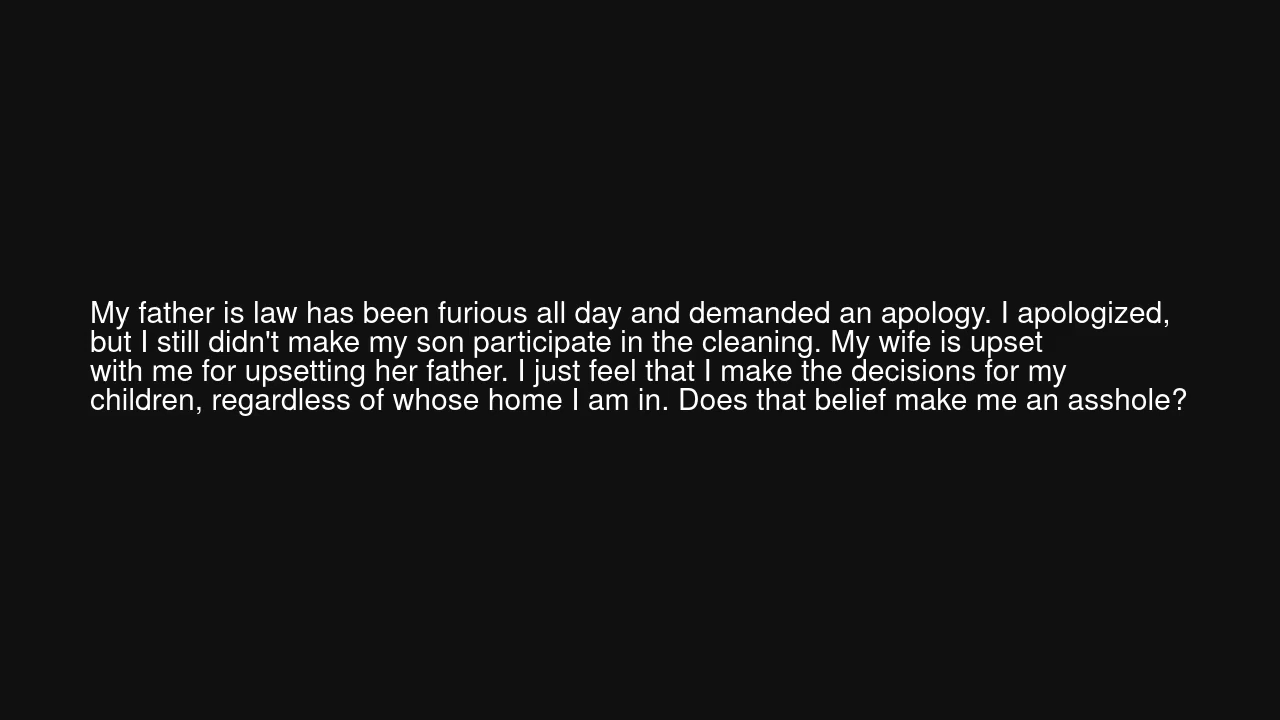 My father is law has been furious all day and demanded an apology. I apologized,
but I still didn't make my son participate in the cleaning. My wife is upset
with me for upsetting her father. I just feel that I make the decisions for my
children, regardless of whose home I am in. Does that belief make me an asshole?